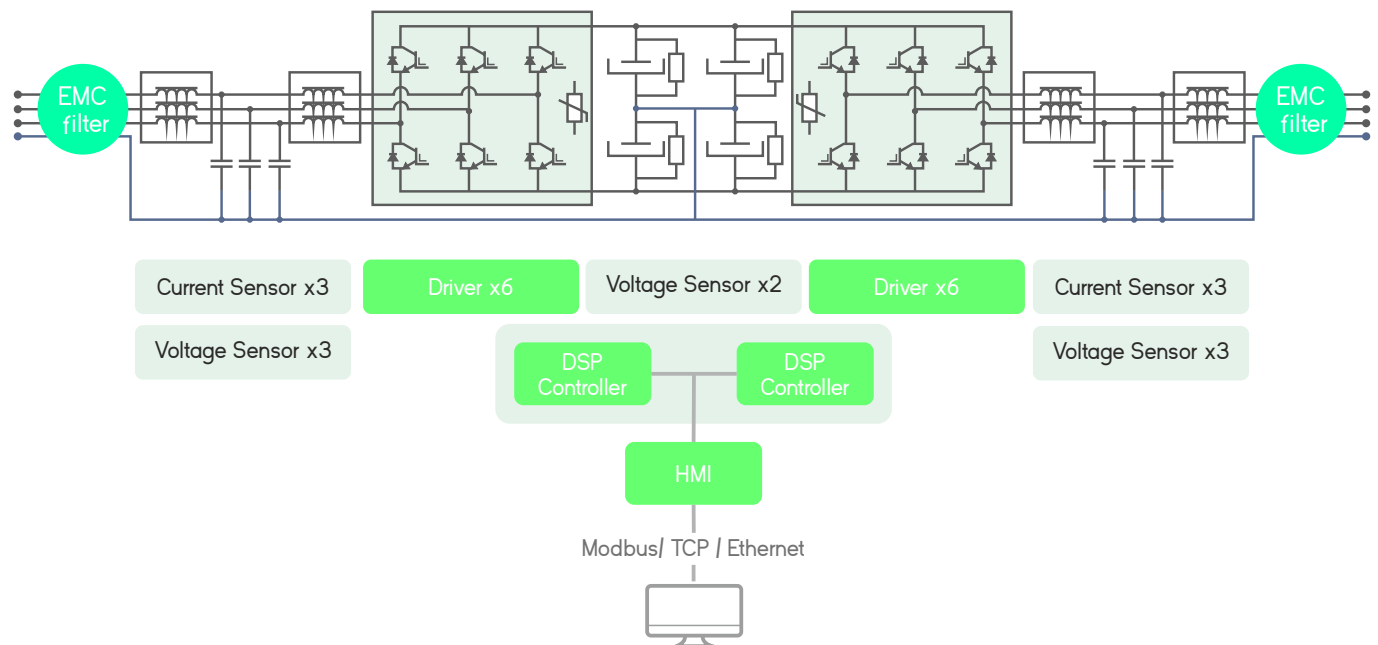 EMC
filter
EMC
filter
Current Sensor x3
Driver x6
Voltage Sensor x2
Driver x6
Current Sensor x3
Voltage Sensor x3
Voltage Sensor x3
DSP
Controller
DSP
Controller
HMI
Modbus/ TCP / Ethernet